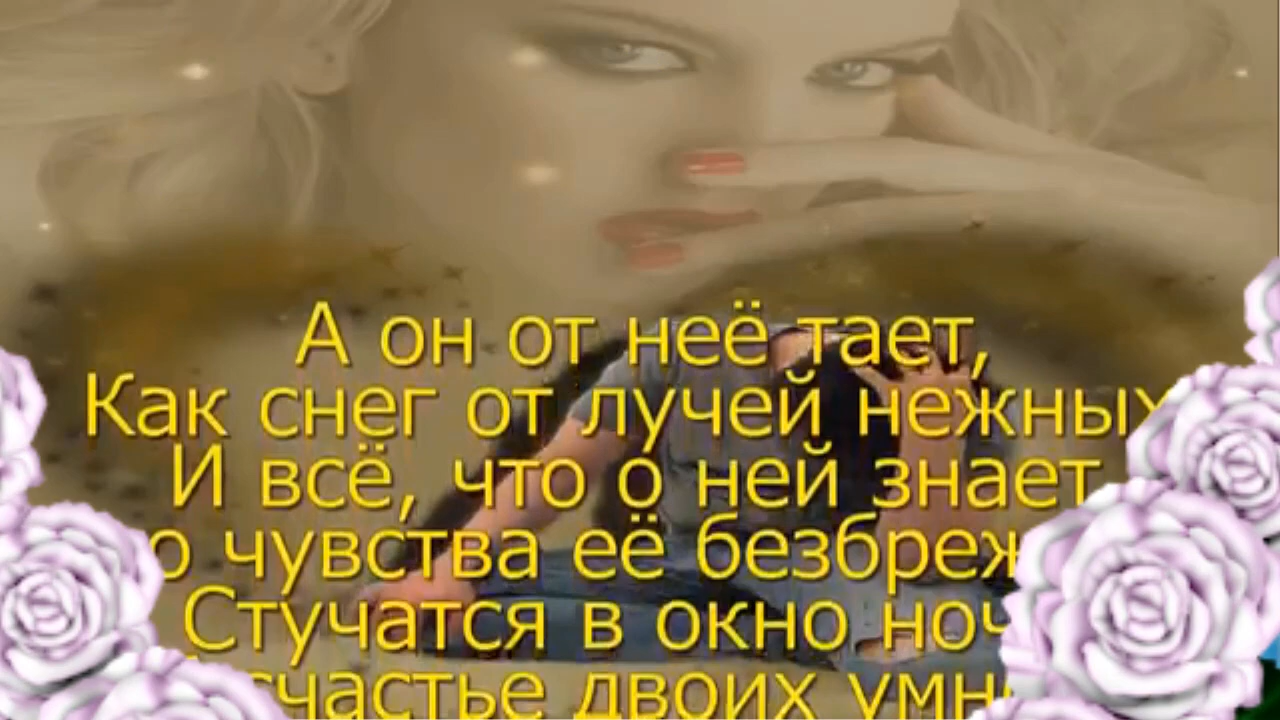 А он от неё тает,
Как снег от лучей нежных
И всё, что о ней знает
чувства её
Стучатся в окно
двоих